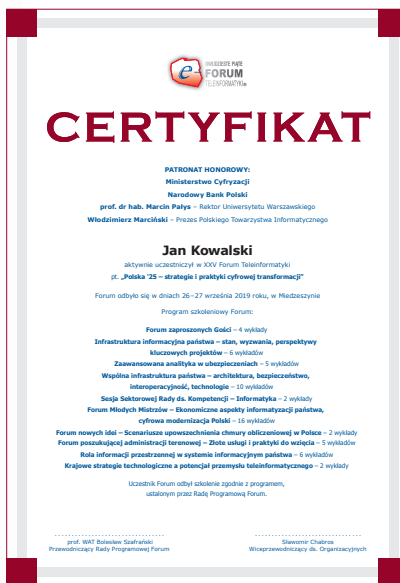 DWUDZIESTE PIĄTE
e-FORUM
TELEINFORMATYKI
CERTYFIKAT
PATRONAT HONOROWY:
Ministerstwo Cyfryzacji
Narodowy Bank Polski
prof. dr hab. Marcin Pałys – Rektor Uniwersytetu Warszawskiego
Włodzimierz Marciński – Prezes Polskiego Towarzystwa Informatycznego
Jan Kowalski
aktywnie uczestniczył w XXV Forum Teleinformatyki
pt. „Polska '25 – strategie i praktyki cyfrowej transformacji”
Forum odbyło się w dniach 26–27 września 2019 roku, w Miedzeszynie
Program szkoleniowy Forum:
Forum zaproszonych Gości – 4 wykłady
Infrastruktura informacyjna państwa – stan, wyzwania, perspektywy
kluczowych projektów – 6 wykładów
Zaawansowana analityka w ubezpieczeniach – 5 wykładów
Wspólna infrastruktura państwa – architektura, bezpieczeństwo,
interoperacyjność, technologie – 10 wykładów
Sesja Sektorowej Rady ds. Kompetencji – Informatyka – 2 wykłady
Forum Młodych Mistrzów – Ekonomiczne aspekty informatyzacji państwa,
cyfrowa modernizacja Polski – 16 wykładów
Forum nowych idei – Scenariusze upowszechnienia chmury obliczeniowej w Polsce – 2 wykłady
Forum poszukującej administracji terenowej – Złote usługi i praktyki do wzięcia – 5 wykładów
Rola informacji przestrzennej w systemie informacyjnym państwa – 6 wykładów
Krajowe strategie technologiczne a potencjał przemysłu teleinformatycznego – 2 wykłady
Uczestnik Forum odbył szkolenie zgodnie z programem,
ustalonym przez Radę Programową Forum.
prof. WAT Bolesław Szafrański
Przewodniczący Rady Programowej Forum
Sławomir Chabros
Wiceprzewodniczący ds. Organizacyjnych